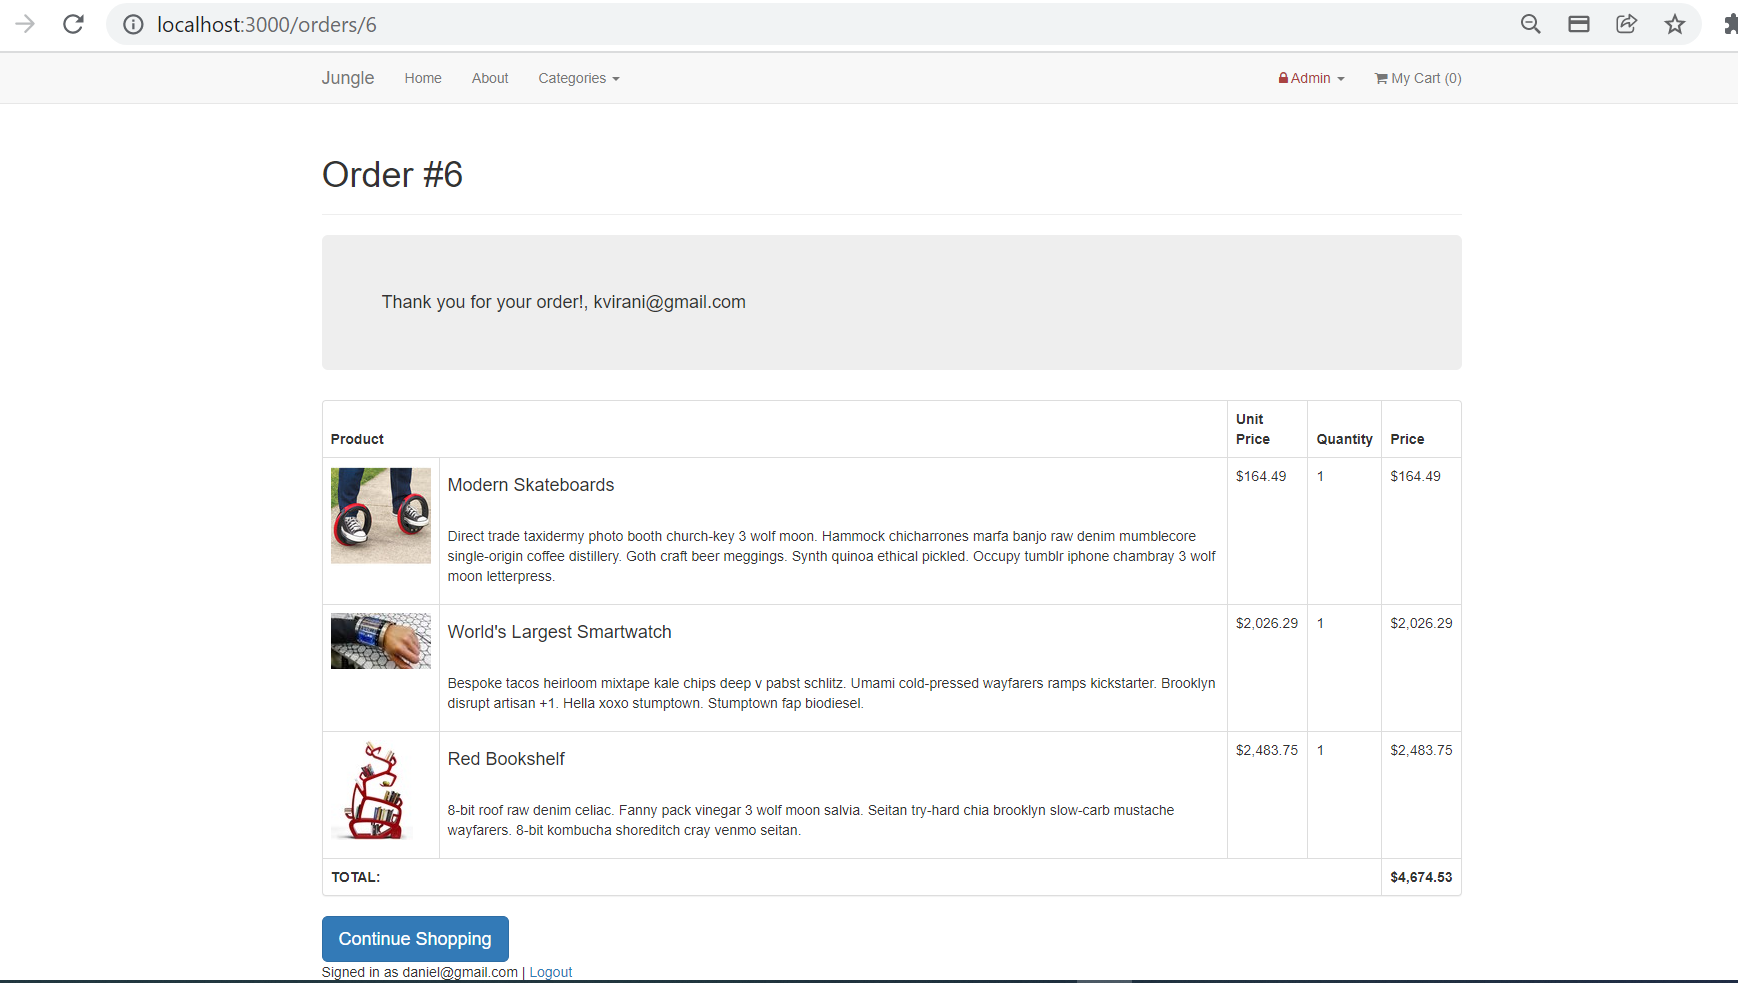 localhost:3000/orders/6
Jungle Home About Categories Admin My Cart (0)
Order #6
Thank you for your order!, kvirani@gmail.com
Product Unit Price Quantity Price
Modern Skateboards $164.49 1 $164.49
Direct trade taxidermy photo booth church-key 3 wolf moon. Hammock chicharrones marfa banjo raw denim mumblecore
single-origin coffee distillery. Goth craft beer meggings. Synth quinoa ethical pickled. Occupy tumblr iphone chambray 3 wolf
moon letterpress.
World's Largest Smartwatch $2,026.29 1 $2,026.29
Bespoke tacos heirloom mixtape kale chips deep v pabst schlitz. Umami cold-pressed wayfarers ramps kickstarter. Brooklyn
disrupt artisan +1. Hella xoxo stumptown. Stumptown fap biodiesel.
Red Bookshelf $2,483.75 1 $2,483.75
8-bit roof raw denim celiac. Fanny pack vinegar 3 wolf moon salvia. Seitan try-hard chia brooklyn slow-carb mustache
wayfarers. 8-bit kombucha shoreditch cray venmo seitan.
TOTAL: $4,674.53
Continue Shopping
Signed in as daniel@gmail.com | Logout